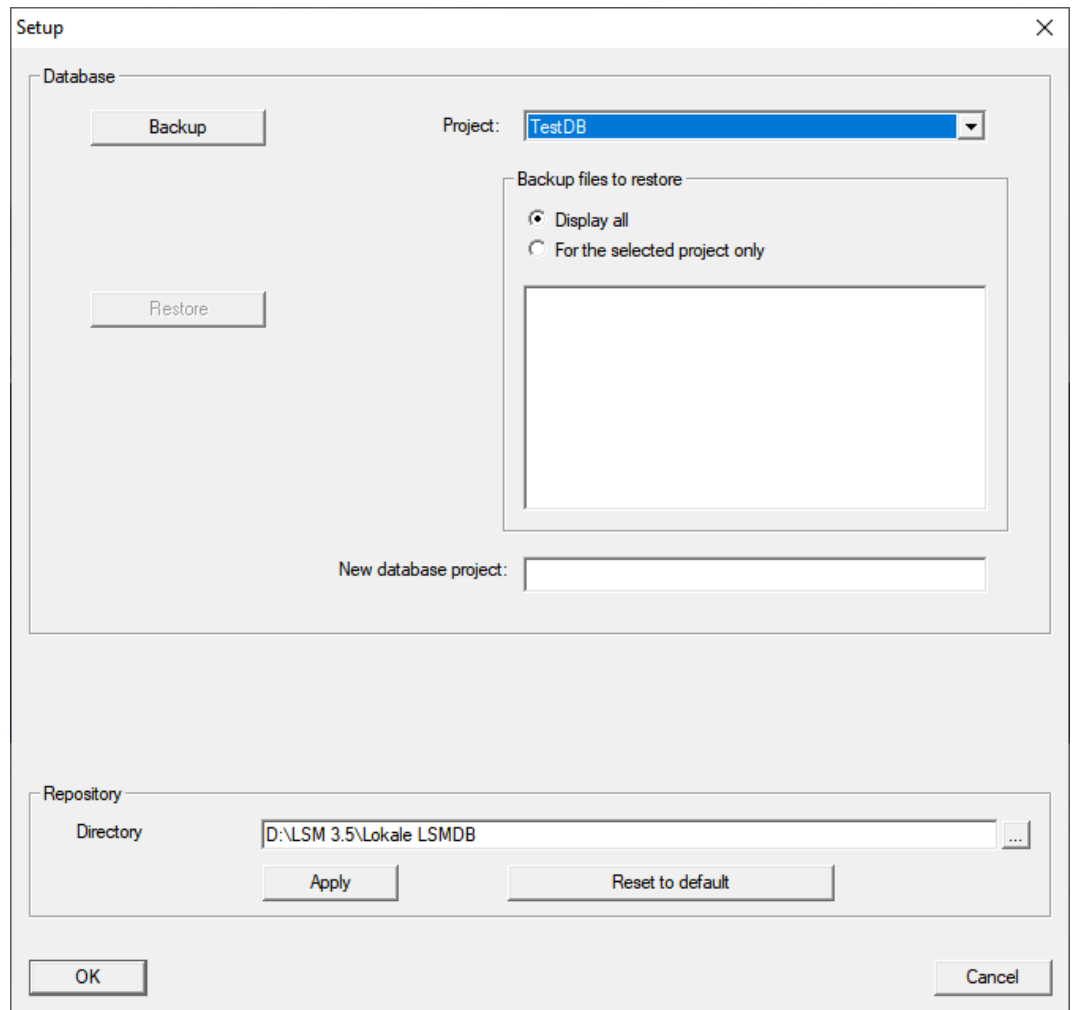 Setup
Database
Backup
Project:
TestDB
Backup files to restore
Display all
For the selected project only
Restore
New database project:
Repository
Directory
D:\LSM 3.5\Lokale LSMDB
...
Apply
Reset to default
OK
Cancel